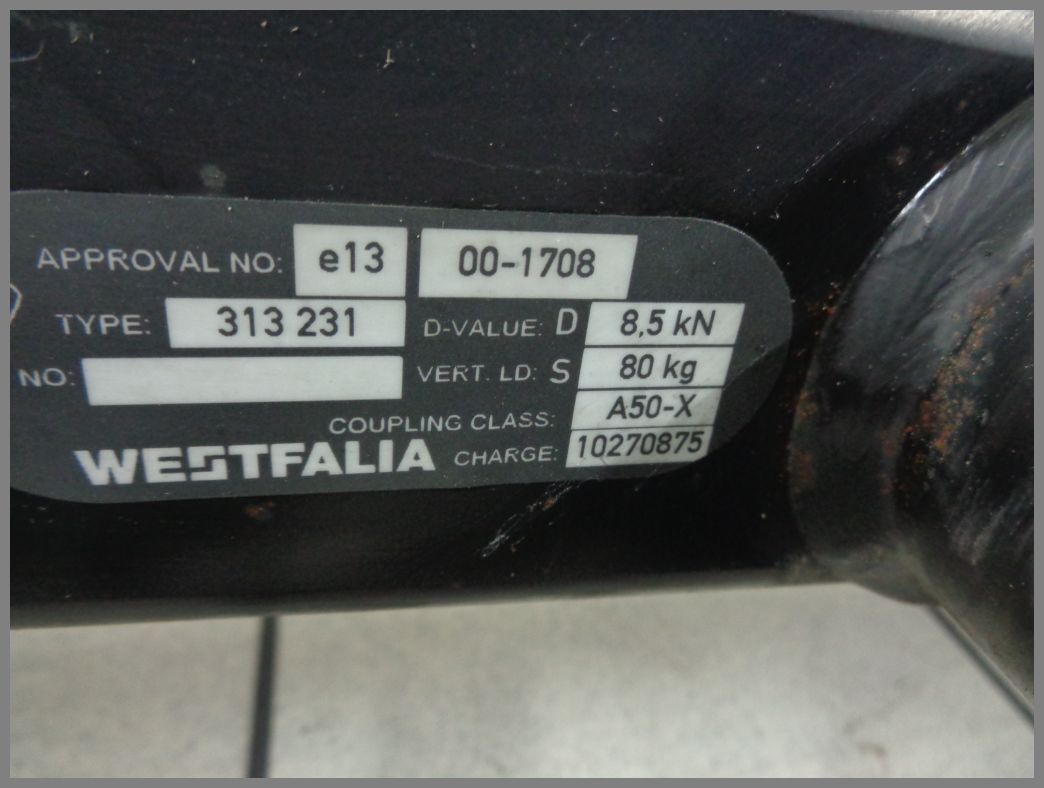 APPROVAL NO: e13 00-1708
TYPE: 313 231 D-VALUE: D 8,5 kN
NO: VERT. LD: S 80 kg
COUPLING CLASS: A50-X
WESTFALIA CHARGE: 10270875